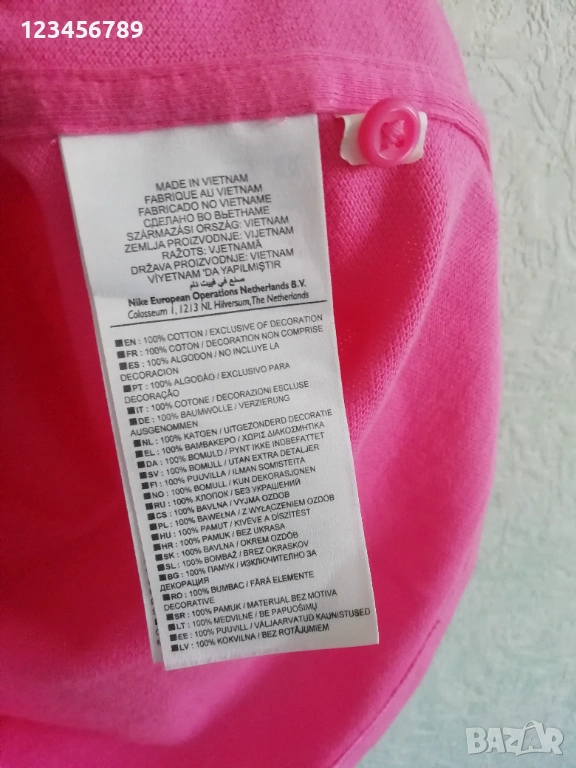 123456789
MADE IN VIETNAM
FABRIQUE AU VIETNAM
FABRICADO NO VIETNAME
СДЕЛАНО ВО ВЬЕТНАМЕ
SZÁRMAZÁSI ORSZÁG: VIETNAM
ZEMLJA PROIZVODNJE: VIJETNAM
RAŽOTS: VJETNAMĀ
DRŽAVA PROIZVODNJE: VIETNAM
VİYETNAM 'DA YAPILMIŞTIR
صنع في فييت نام
Nike European Operations Netherlands B.V.
Colosseum 1, 1213 NL Hilversum, The Netherlands
EN : 100% COTTON / EXCLUSIVE OF DECORATION
FR : 100% COTON / DECORATION NON COMPRISE
ES : 100% ALGODON / NO INCLUYE LA
DECORACION
PT : 100% ALGODÃO / EXCLUSIVO PARA
DECORAÇÃO
IT : 100% COTONE / DECORAZIONI ESCLUSE
DE : 100% BAUMWOLLE / VERZIERUNG
AUSGENOMMEN
NL : 100% KATOEN / UITGEZONDERD DECORATIE
EL : 100% ΒΑΜΒΑΚΕΡΟ / ΧΩΡΙΣ ΔΙΑΚΟΣΜΗΤΙΚΑ
DA : 100% BOMULD / PYNT IKKE INDBEFATTET
SV : 100% BOMULL / UTAN EXTRA DETALJER
FI : 100% PUUVILLA / ILMAN SOMISTEITA
NO : 100% BOMULL / KUN DEKORASJONEN
RU : 100% ХЛОПОК / БЕЗ УКРАШЕНИЙ
CS : 100% BAVLNA / VYJMA OZDOB
PL : 100% BAWEŁNA / Z WYŁĄCZENIEM OZDÓB
HU : 100% PAMUT / KIVÉVE A DÍSZÍTÉST
HR : 100% PAMUK / BEZ UKRASA
SK : 100% BAVLNA / OKREM OZDÔB
SL : 100% BOMBAŽ / BREZ OKRASKOV
BG : 100% ПАМУК / ИЗКЛЮЧИТЕЛНО ЗА
ДЕКОРАЦИЯ
RO : 100% BUMBAC / FĂRĂ ELEMENTE
DECORATIVE
SR : 100% PAMUK / MATERIJAL BEZ MOTIVA
LT : 100% MEDVILNĖ / BE PAPUOŠIMŲ
EE : 100% PUUVILL / VÄLJAARVATUD KAUNISTUSED
LV : 100% KOKVILNA / BEZ ROTĀJUMIEM
BAZAR